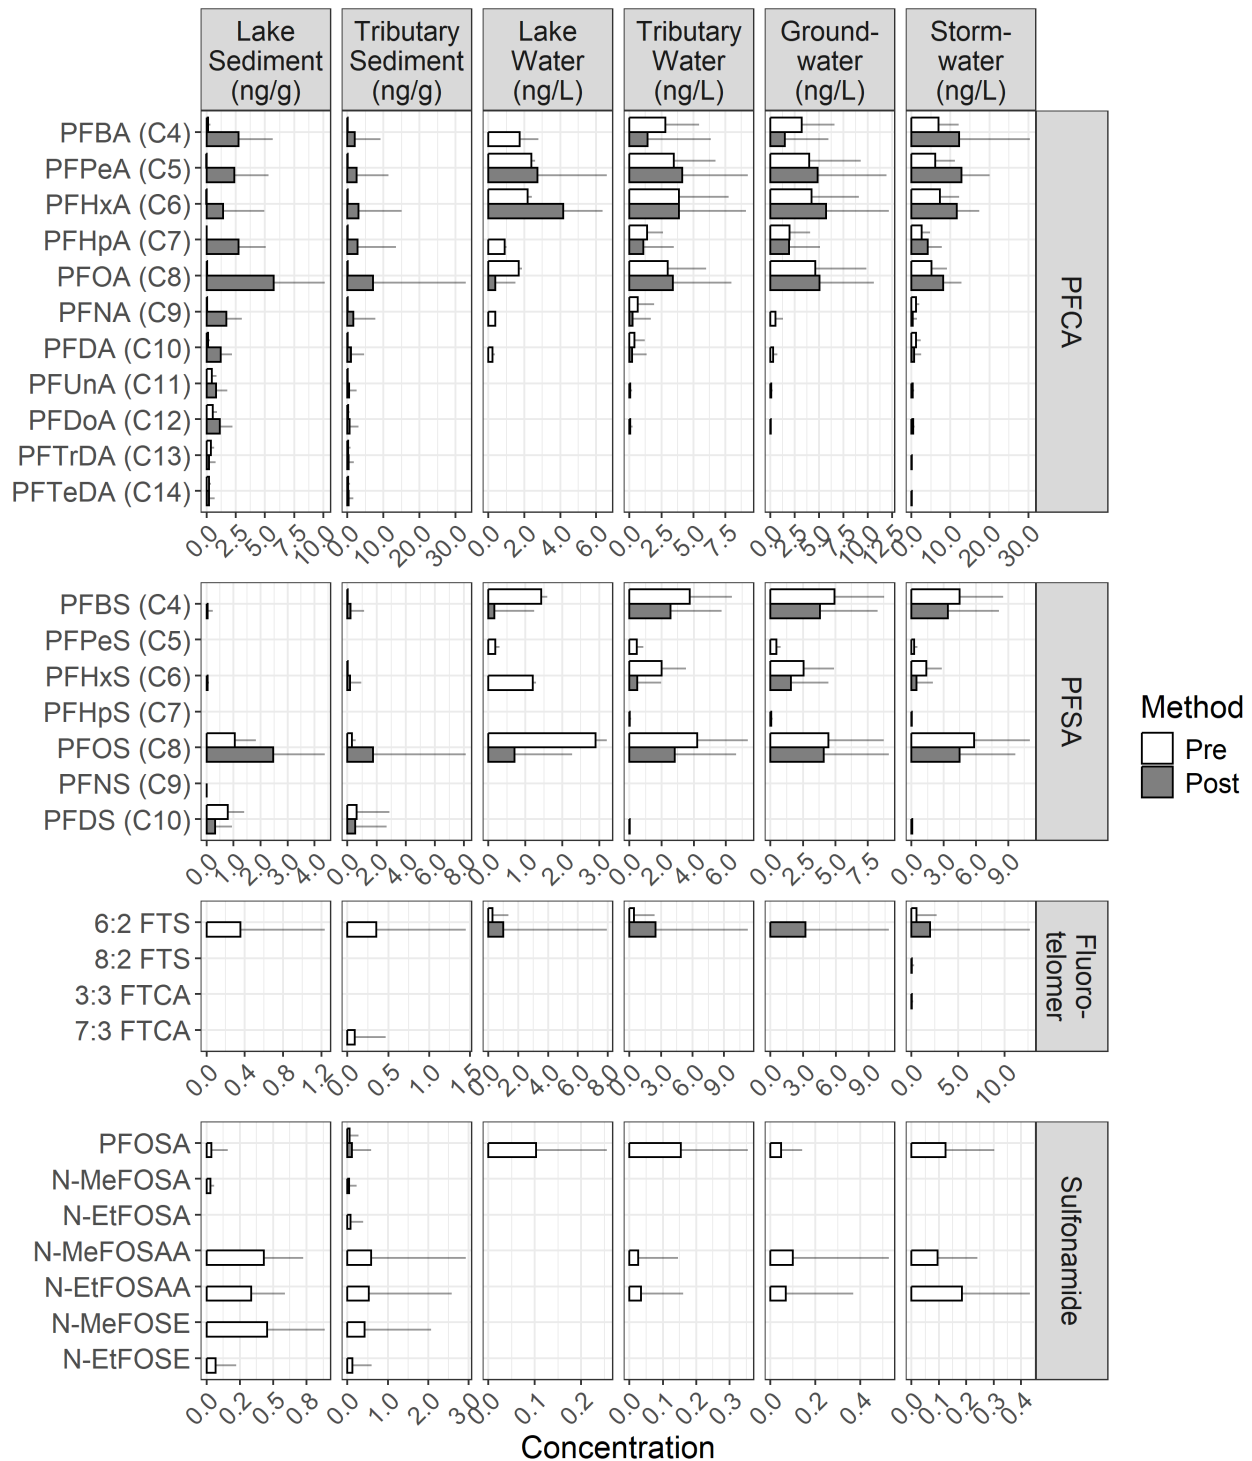 Lake
Sediment
(ng/g)
Tributary
Sediment
(ng/g)
Lake
Water
(ng/L)
Tributary
Water
(ng/L)
Ground-
water
(ng/L)
Storm-
water
(ng/L)
PFBA (C4)
PFPeA (C5)
PFHxA (C6)
PFHpA (C7)
PFOA (C8)
PFNA (C9)
PFDA (C10)
PFUnA (C11)
PFDoA (C12)
PFTrDA (C13)
PFTeDA (C14)
PFCA
0.0 2.5 5.0 7.5 10.0
0.0 10.0 20.0 30.0
0.0 2.0 4.0 6.0
0.0 2.5 5.0 7.5
0.0 2.5 5.0 7.5 10.0 12.5
0.0 10.0 20.0 30.0
PFBS (C4)
PFPeS (C5)
PFHxS (C6)
PFHpS (C7)
PFOS (C8)
PFNS (C9)
PFDS (C10)
PFSA
0.0 1.0 2.0 3.0 4.0
0.0 2.0 4.0 6.0 8.0
0.0 1.0 2.0 3.0
0.0 2.0 4.0 6.0
0.0 2.5 5.0 7.5
0.0 3.0 6.0 9.0
Method
Pre
Post
6:2 FTS
8:2 FTS
3:3 FTCA
7:3 FTCA
Fluoro-
telomer
0.0 0.4 0.8 1.2
0.0 0.5 1.0 1.5
0.0 2.0 4.0 6.0 8.0
0.0 3.0 6.0 9.0
0.0 3.0 6.0 9.0
0.0 5.0 10.0
PFOSA
N-MeFOSA
N-EtFOSA
N-MeFOSAA
N-EtFOSAA
N-MeFOSE
N-EtFOSE
Sulfonamide
0.0 0.2 0.5 0.8
0.0 1.0 2.0 3.0
0.0 0.1 0.2
0.0 0.1 0.2 0.3
0.0 0.2 0.4
0.0 0.1 0.2 0.3 0.4
Concentration